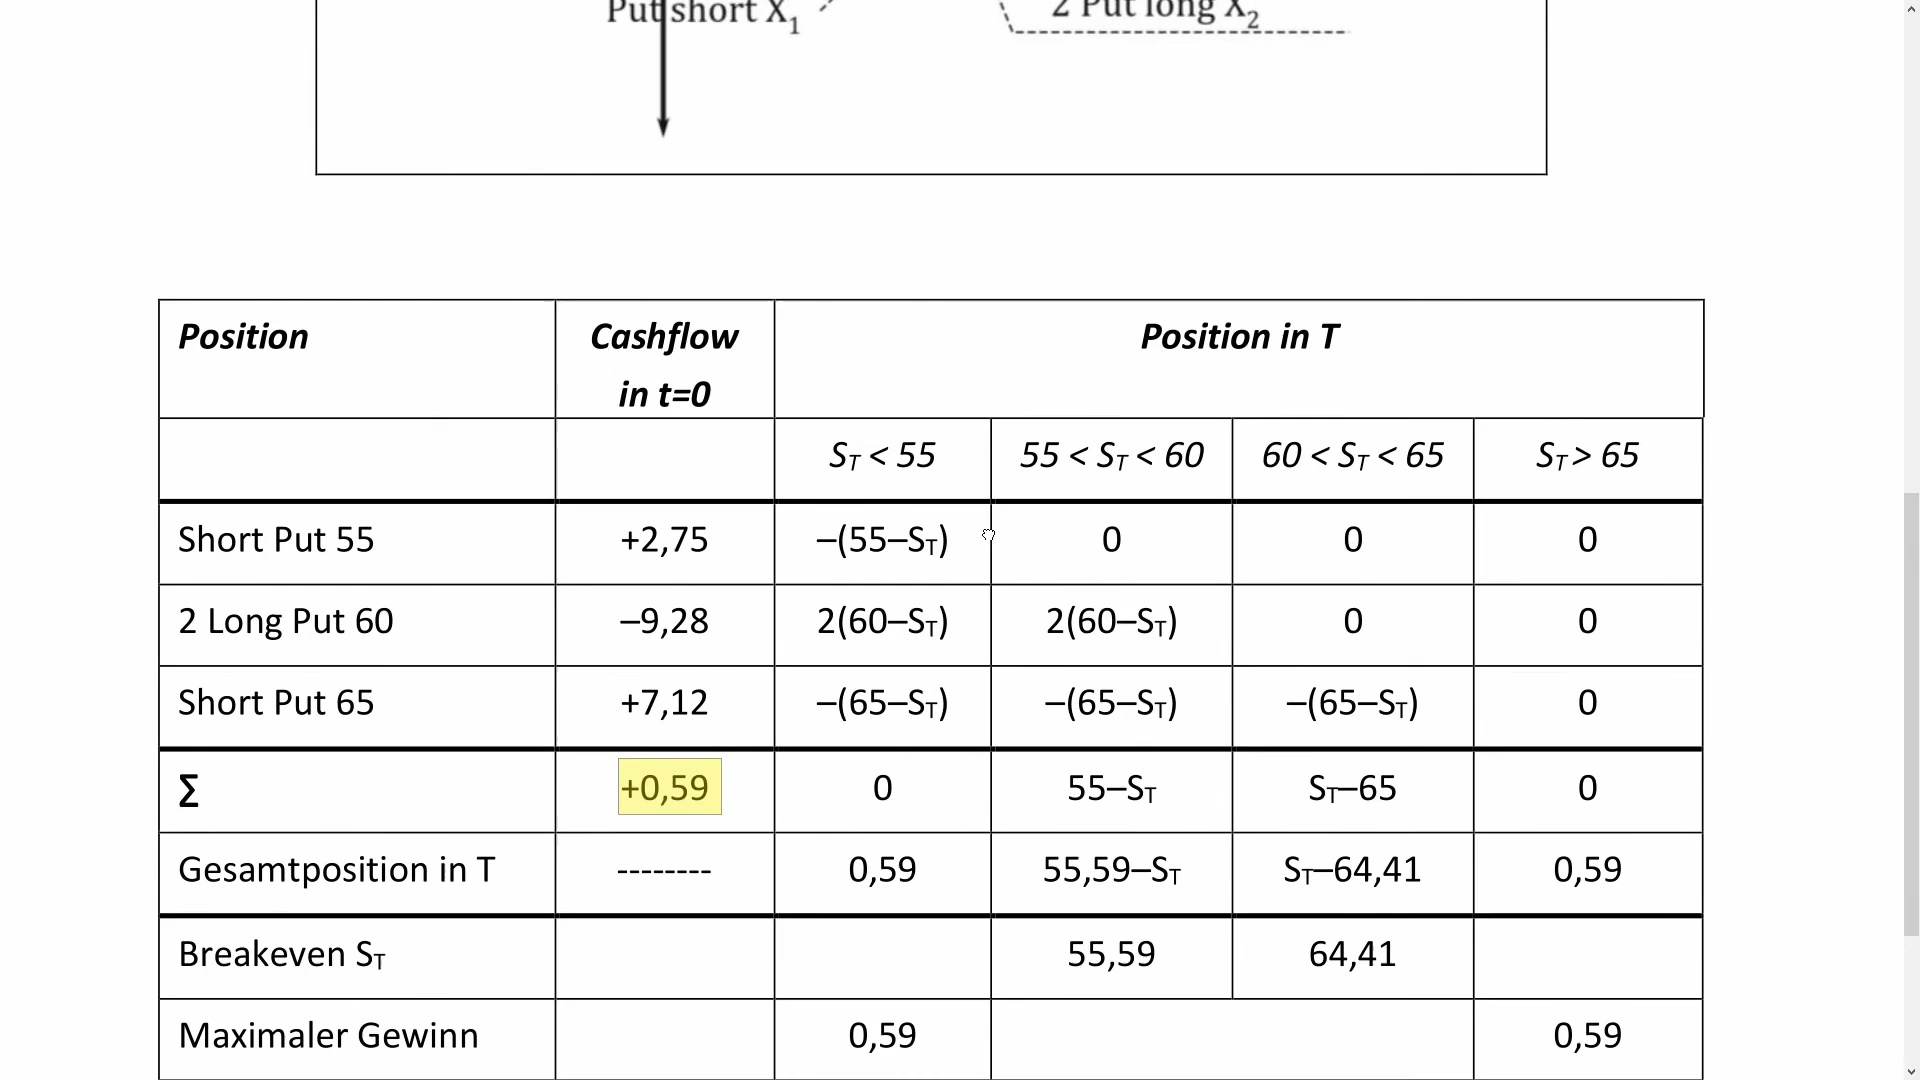 Put short X1
2 Put long X2
Position Cashflow in t=0 Position in T
ST < 55 55 < ST < 60 60 < ST < 65 ST > 65
Short Put 55 +2,75 –(55–ST) 0 0 0
2 Long Put 60 –9,28 2(60–ST) 2(60–ST) 0 0
Short Put 65 +7,12 –(65–ST) –(65–ST) –(65–ST) 0
Σ +0,59 0 55–ST ST–65 0
Gesamtposition in T -------- 0,59 55,59–ST ST–64,41 0,59
Breakeven ST 55,59 64,41
Maximaler Gewinn 0,59 0,59